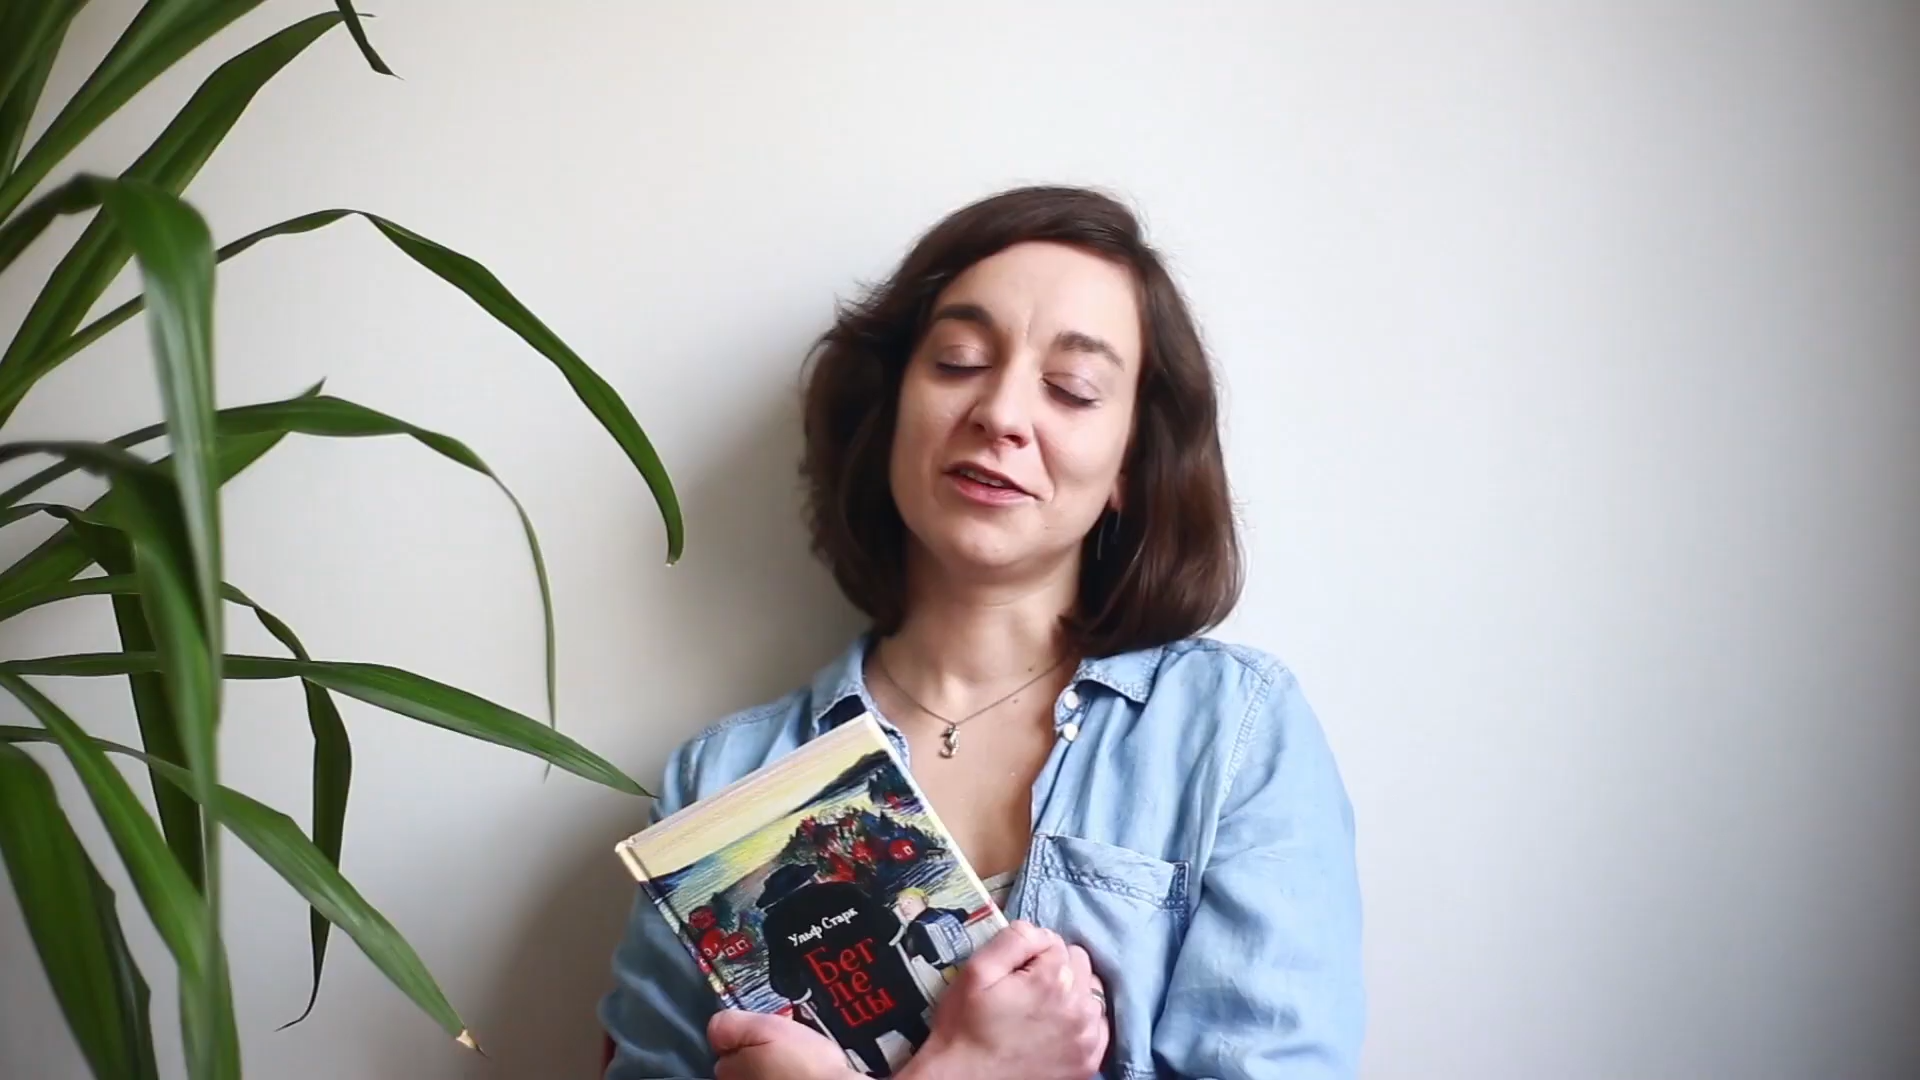 Ульф Старк
Бег
ле
цы